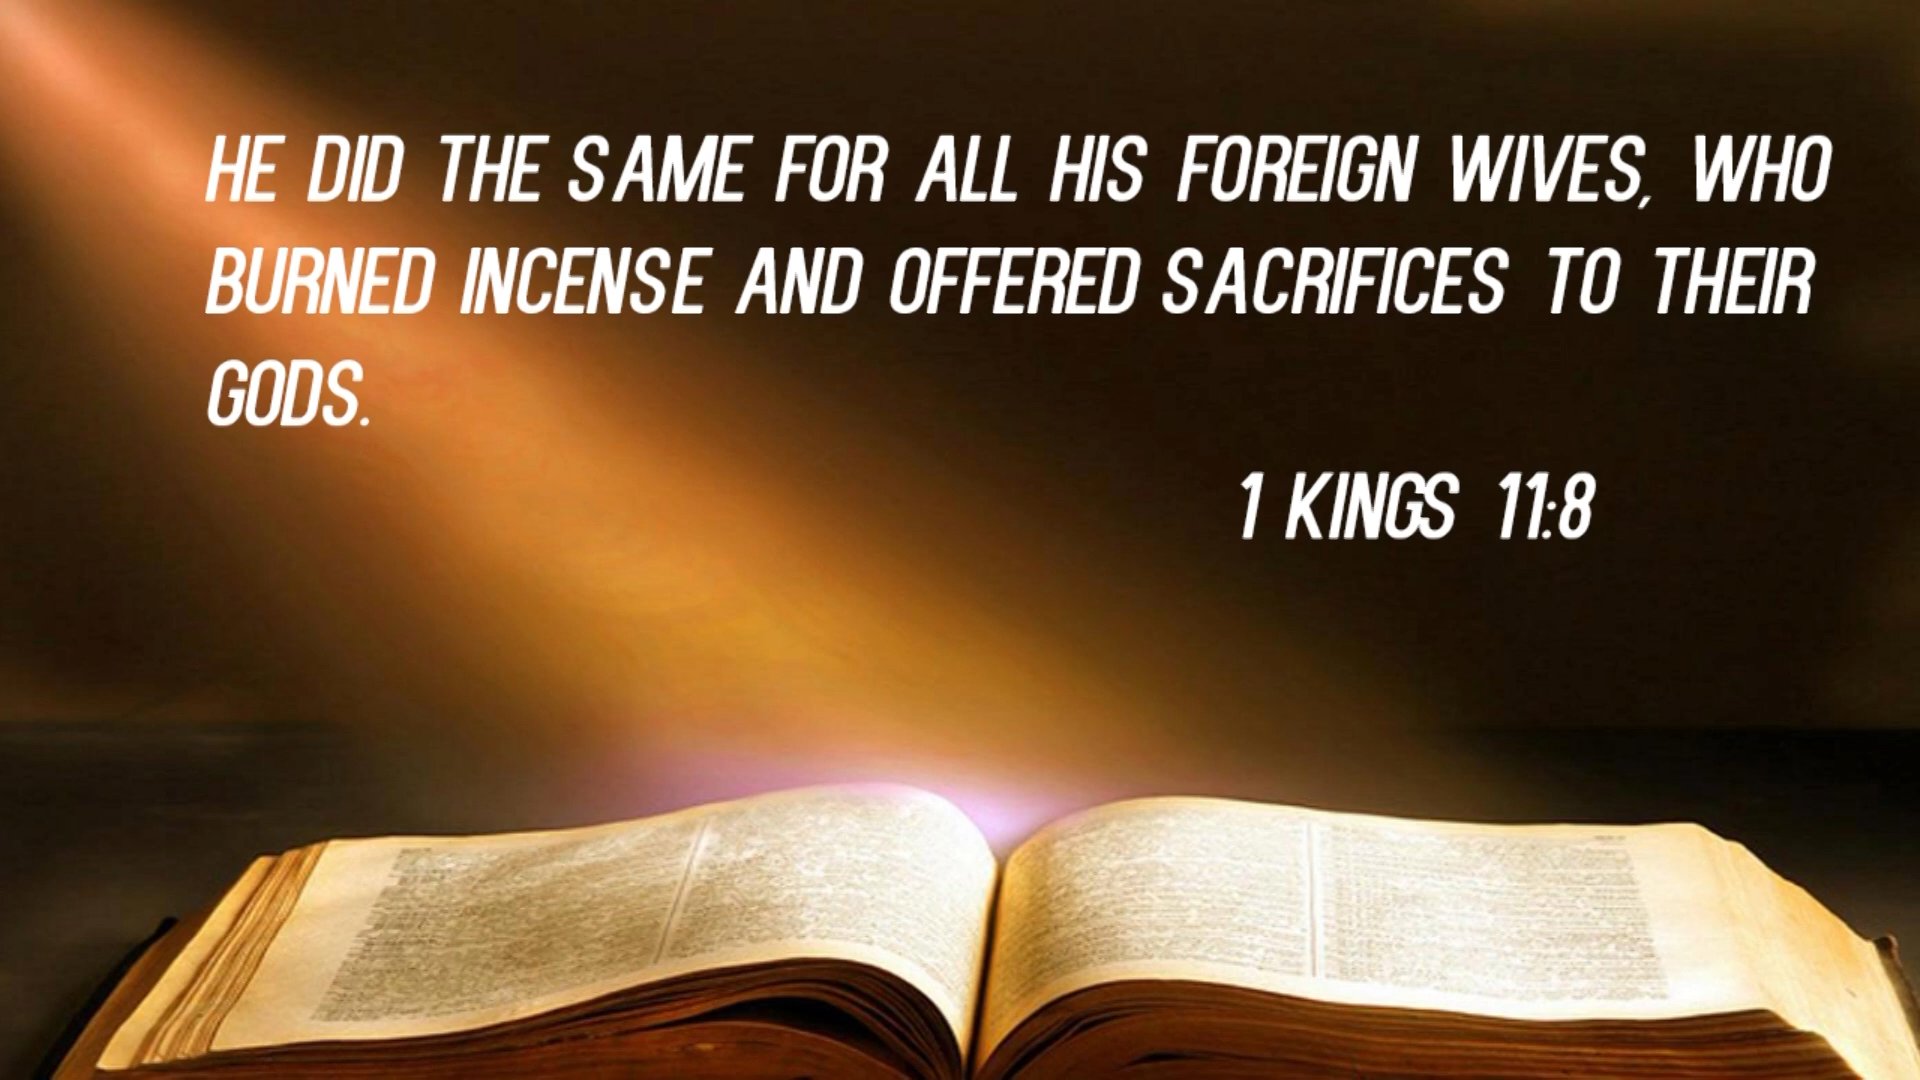 HE DID THE SAME FOR ALL HIS FOREIGN WIVES, WHO
BURNED INCENSE AND OFFERED SACRIFICES TO THEIR
GODS.
1 KINGS 11:8